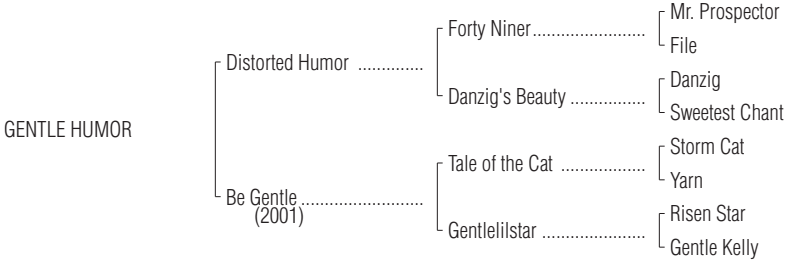 Mr. Prospector
Forty Niner.......................
File
Distorted Humor ..............
Danzig
Danzig's Beauty ................
Sweetest Chant
GENTLE HUMOR
Storm Cat
Tale of the Cat ..................
Yarn
Be Gentle..........................
(2001)
Risen Star
Gentlelilstar ......................
Gentle Kelly